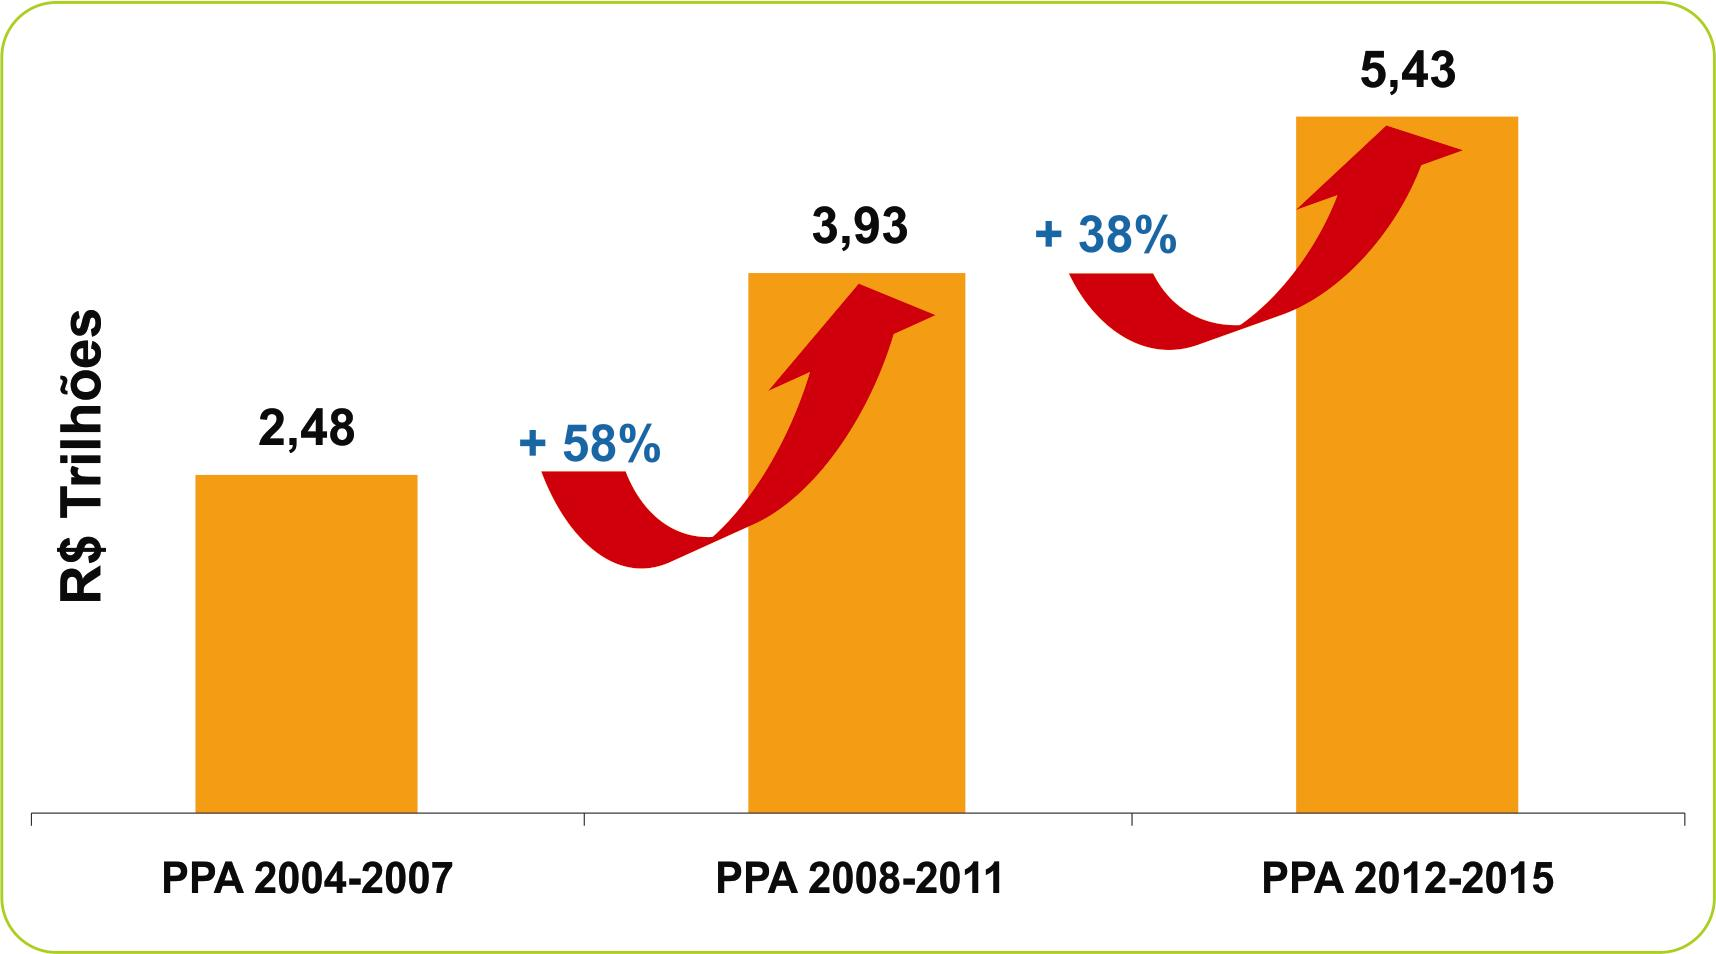 5,43
3,93
+ 38%
2,48
+ 58%
R$ Trilhões
PPA 2004-2007
PPA 2008-2011
PPA 2012-2015